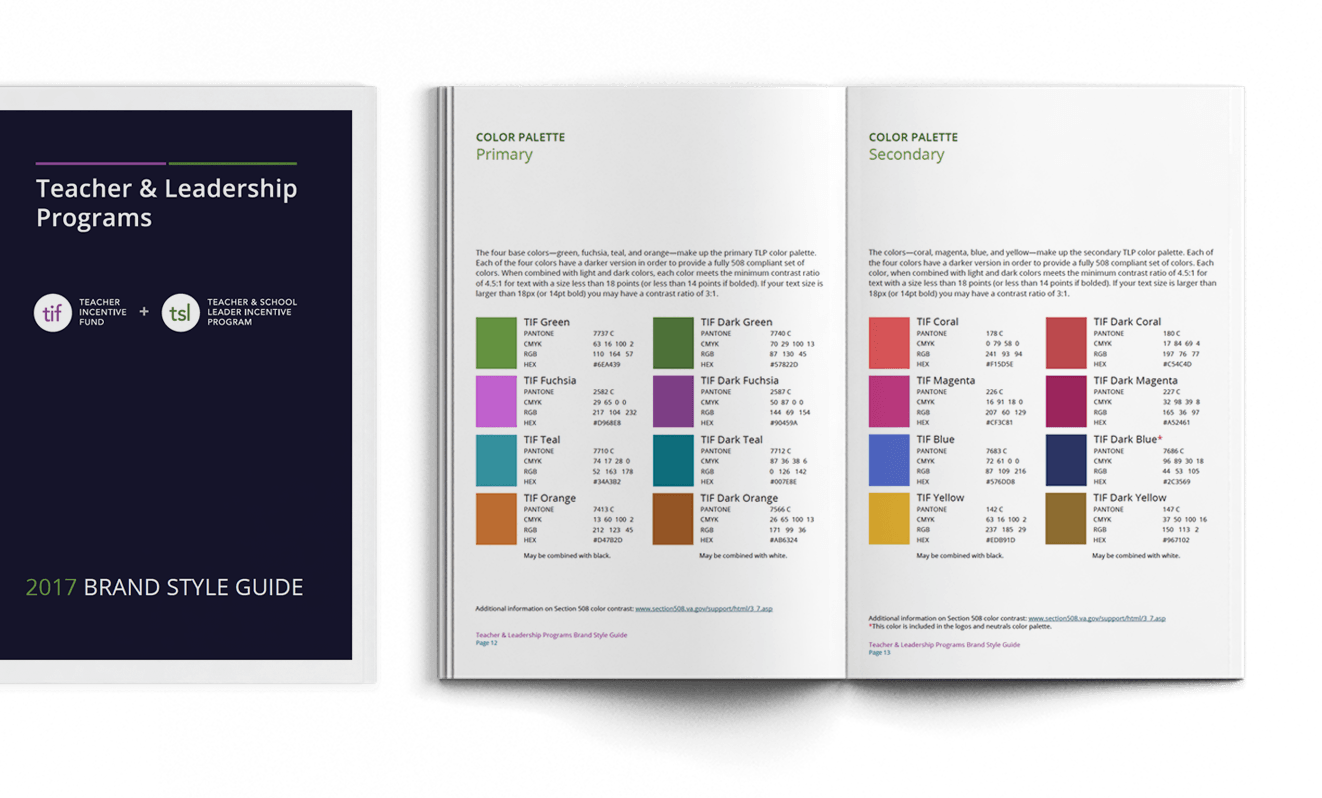 Teacher & Leadership
Programs
tif
TEACHER
INCENTIVE
FUND
+
tsl
TEACHER & SCHOOL
LEADER INCENTIVE
PROGRAM
2017 BRAND STYLE GUIDE
COLOR PALETTE
Primary
The four base colors—green, fuchsia, teal, and orange—make up the primary TLP color palette.
Each of the four colors have a darker version in order to provide a fully 508 compliant set of
colors. When combined with light and dark colors, each color meets the minimum contrast ratio
of 4.5:1 for text with a size less than 18 points (or less than 14 points if bolded). If your text size is
larger than 18px (or 14pt bold) you may have a contrast ratio of 3:1.
TIF Green
PANTONE 7737 C
CMYK 63 16 100 2
RGB 110 164 57
HEX #6EA439
TIF Dark Green
PANTONE 7740 C
CMYK 70 29 100 13
RGB 87 130 45
HEX #57822D
TIF Fuchsia
PANTONE 2582 C
CMYK 29 65 0 0
RGB 217 104 232
HEX #D968E8
TIF Dark Fuchsia
PANTONE 2587 C
CMYK 50 87 0 0
RGB 144 69 154
HEX #90459A
TIF Teal
PANTONE 7710 C
CMYK 74 17 28 0
RGB 52 163 178
HEX #34A3B2
TIF Dark Teal
PANTONE 7712 C
CMYK 87 36 38 6
RGB 0 126 142
HEX #007E8E
TIF Orange
PANTONE 7413 C
CMYK 13 60 100 2
RGB 212 123 45
HEX #D47B2D
TIF Dark Orange
PANTONE 7566 C
CMYK 26 65 100 13
RGB 171 99 36
HEX #AB6324
May be combined with black.
May be combined with white.
Additional information on Section 508 color contrast: www.section508.va.gov/support/html/3_7.asp
Teacher & Leadership Programs Brand Style Guide
Page 12
COLOR PALETTE
Secondary
The colors—coral, magenta, blue, and yellow—make up the secondary TLP color palette. Each of
the four colors have a darker version in order to provide a fully 508 compliant set of colors. Each
color, when combined with light and dark colors meets the minimum contrast ratio of 4.5:1 for
text with a size less than 18 points (or less than 14 points if bolded). If your text size is larger than
18px (or 14pt bold) you may have a contrast ratio of 3:1.
TIF Coral
PANTONE 178 C
CMYK 0 79 58 0
RGB 241 93 94
HEX #F15D5E
TIF Dark Coral
PANTONE 180 C
CMYK 17 84 69 4
RGB 197 76 77
HEX #C54C4D
TIF Magenta
PANTONE 226 C
CMYK 16 91 18 0
RGB 207 60 129
HEX #CF3C81
TIF Dark Magenta
PANTONE 227 C
CMYK 32 98 39 8
RGB 165 36 97
HEX #A52461
TIF Blue
PANTONE 7683 C
CMYK 72 61 0 0
RGB 87 109 216
HEX #576DD8
TIF Dark Blue*
PANTONE 7686 C
CMYK 96 89 30 18
RGB 44 53 105
HEX #2C3569
TIF Yellow
PANTONE 142 C
CMYK 63 16 100 2
RGB 237 185 29
HEX #EDB91D
TIF Dark Yellow
PANTONE 147 C
CMYK 37 50 100 16
RGB 150 113 2
HEX #967102
May be combined with black.
May be combined with white.
Additional information on Section 508 color contrast: www.section508.va.gov/support/html/3_7.asp
*This color is included in the logos and neutrals color palette.
Teacher & Leadership Programs Brand Style Guide
Page 13